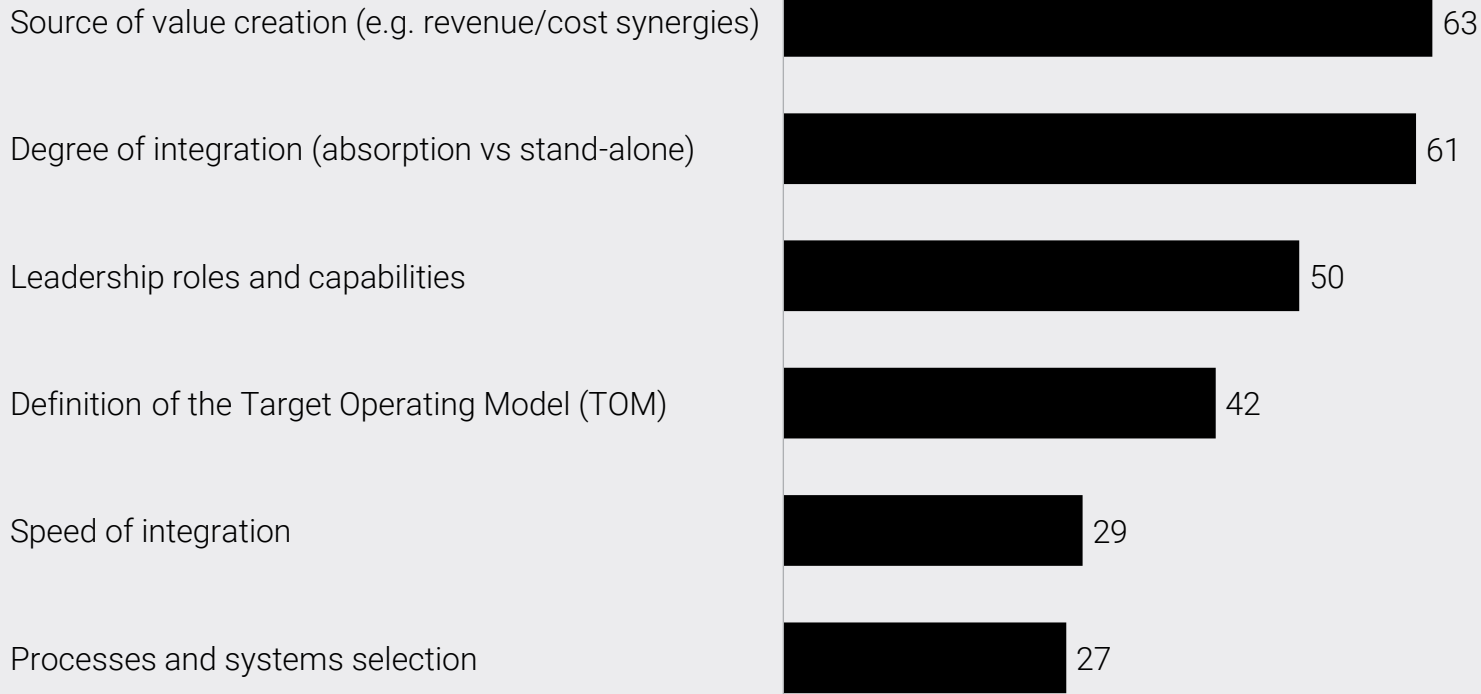 Source of value creation (e.g. revenue/cost synergies) 63
Degree of integration (absorption vs stand-alone) 61
Leadership roles and capabilities 50
Definition of the Target Operating Model (TOM) 42
Speed of integration 29
Processes and systems selection 27